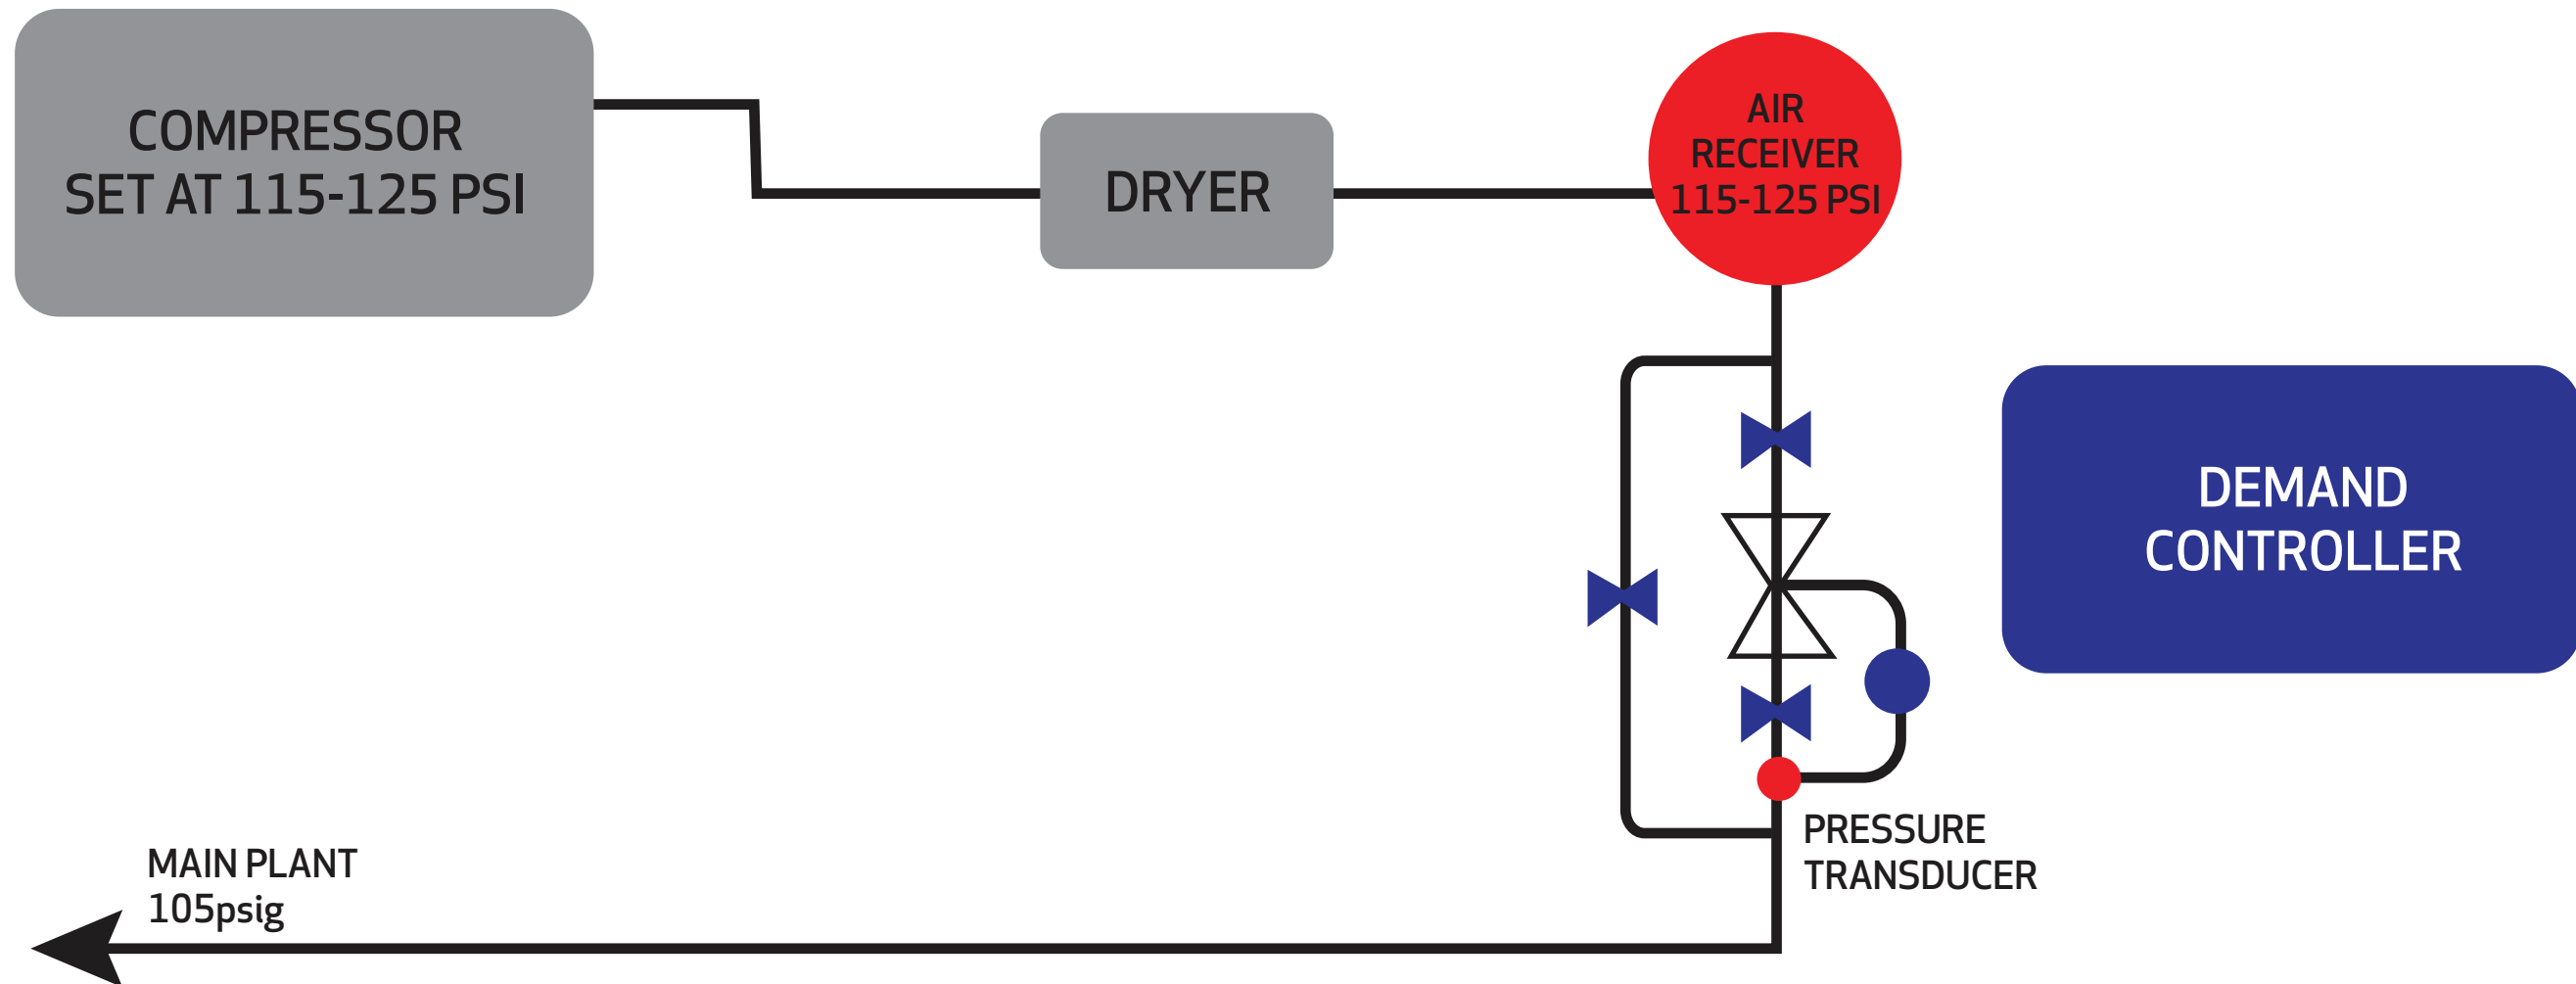 COMPRESSOR
SET AT 115-125 PSI
DRYER
AIR
RECEIVER
115-125 PSI
DEMAND
CONTROLLER
PRESSURE
TRANSDUCER
MAIN PLANT
105psig